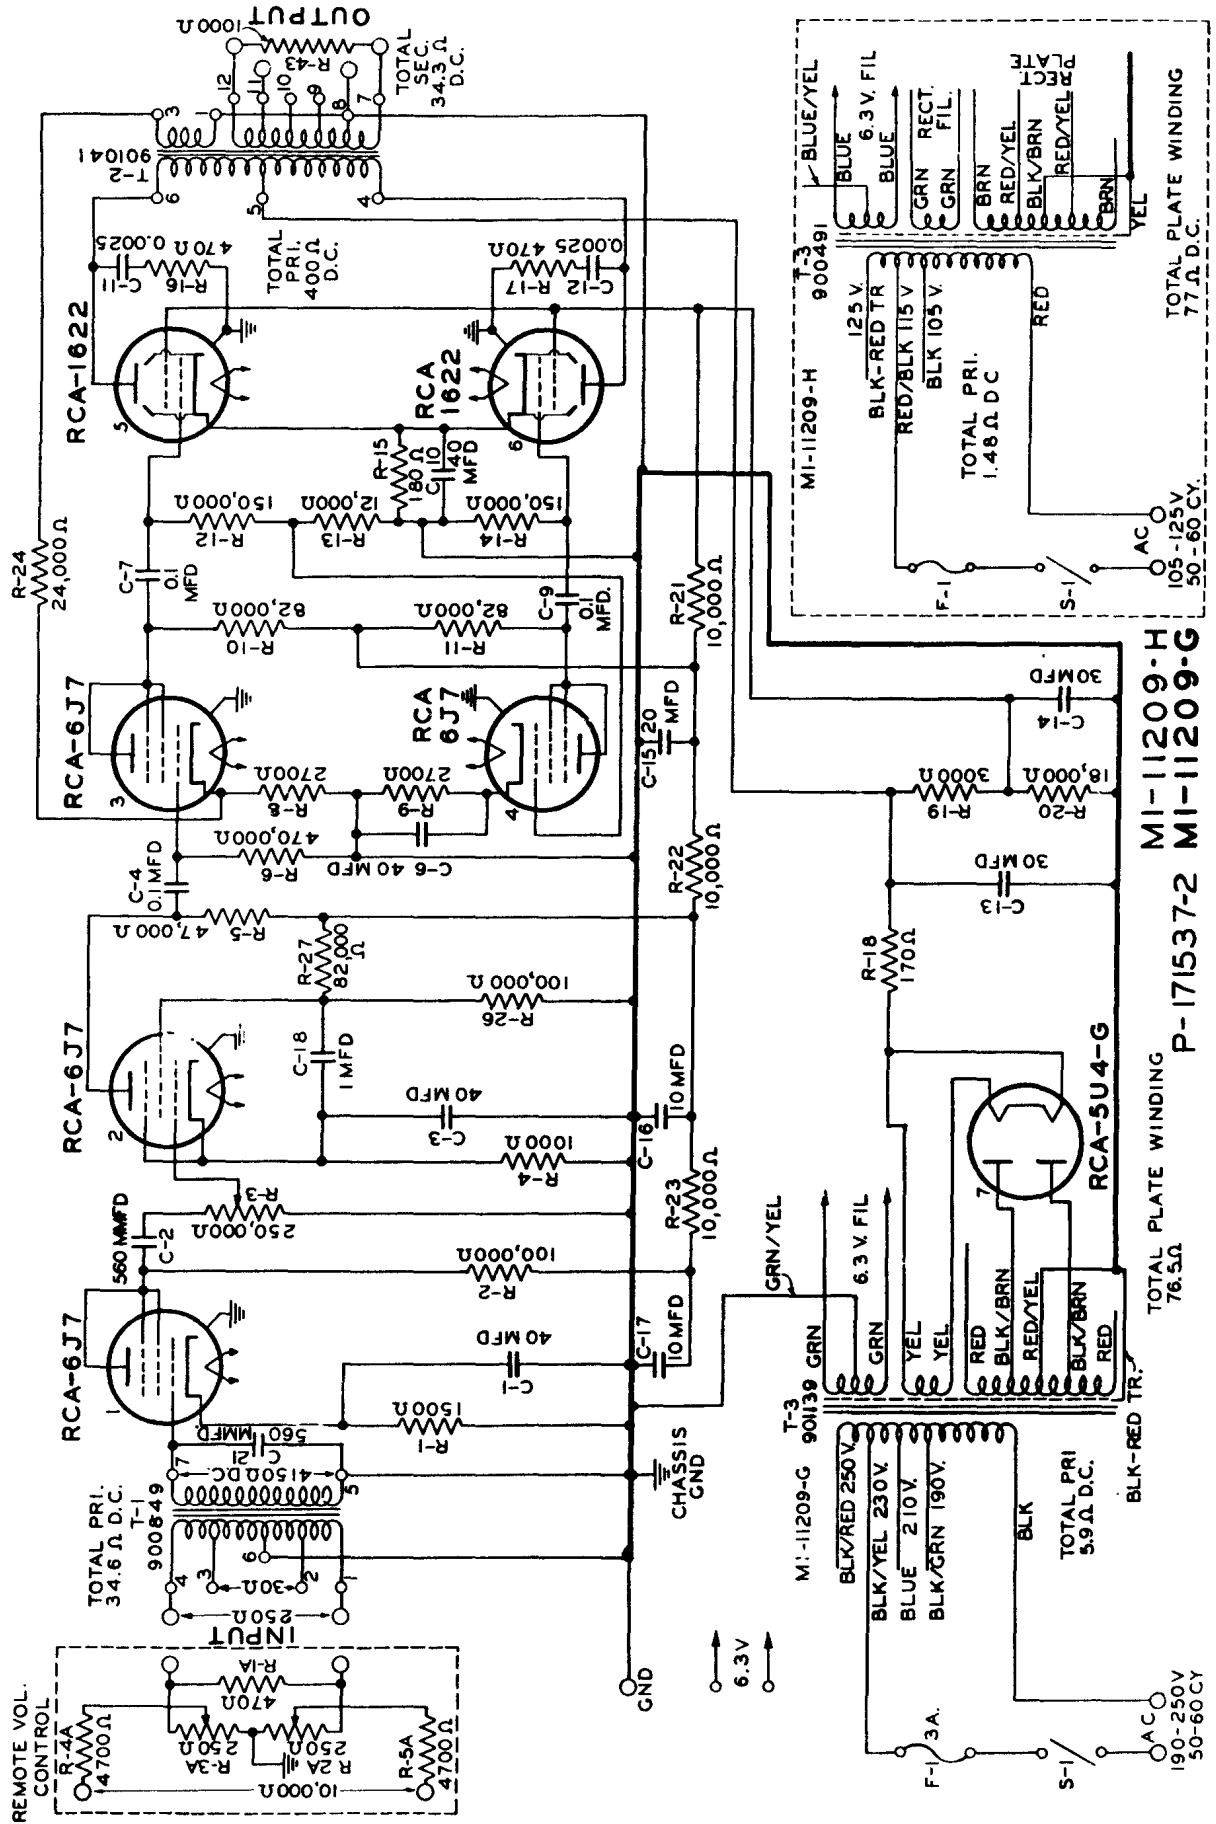 REMOTE VOL.
CONTROL
R-4A
4700Ω
R-3A
250Ω
R-1A
470Ω
R 2A
250Ω
10,000Ω
R-5A
4700Ω
INPUT
250Ω
TOTAL PRI.
34.6 Ω D.C.
T-1
900849
4
3
30Ω
2
1
6
7
4150Ω DC.
5
C-21
560
MMFD
GND
CHASSIS
GND
6.3V
RCA-6J7
1
R-1
1500Ω
C-1
40 MFD
R-2
100,000Ω
C-17
10 MFD
560 MMFD
C-2
R-3
250,000Ω
R-23
10,000Ω
RCA-6J7
2
R-4
1000Ω
C-3
40 MFD
C-16
10 MFD
C-18
1 MFD
R-26
100,000Ω
R-27
82,000
Ω
R-5
47,000Ω
C-4
0.1 MFD
R-6
470,000Ω
C-6 40 MFD
R-22
10,000Ω
RCA-6J7
3
R-8
2700Ω
R-9
2700Ω
RCA
6J7
4
C-15
20
MFD
R-24
24,000Ω
R-10
82,000Ω
R-11
82,000Ω
C-7
0.1
MFD
C-9
0.1
MFD.
R-21
10,000Ω
R-12
150,000Ω
R-13
12,000Ω
R-14
150,000Ω
R-15
180 Ω
C-10
40
MFD
RCA-1622
5
RCA
1622
6
C-11
0.0025
R-16
470Ω
R-17
470Ω
C-12
0.0025
TOTAL
PRI.
400Ω
D.C.
T-2
901041
6
5
4
3
1
12
11
10
9
8
7
1000Ω
R-43
OUTPUT
TOTAL
SEC.
34.3 Ω
D.C.
MI-11209-G
T-3
901139
BLK/RED 250V.
BLK/YEL 230V.
BLUE 210V.
BLK/GRN 190V.
BLK
TOTAL PRI
5.9Ω D.C.
F-1
3A.
S-1
AC
190-250V
50-60CY
GRN
6.3 V. FIL
GRN
GRN/YEL
YEL
YEL
RED
BLK/BRN
RED/YEL
BLK/BRN
RED
BLK-RED TR.
TOTAL PLATE WINDING
76.5Ω
7
RCA-5U4-G
R-18
170Ω
C-13
30 MFD
R-19
3000Ω
R-20
18,000Ω
C-14
30 MFD
MI-11209-H
P-171537-2 MI-11209-G
MI-11209-H
T-3
900491
125 V.
BLK-RED TR
RED/BLK 115 V
BLK 105 V.
RED
TOTAL PRI.
1.48Ω DC
F-1
S-1
AC
105-125V
50-60 CY.
BLUE/YEL
BLUE
6.3 V. FIL
BLUE
GRN
RECT.
FIL.
GRN
BRN
RED/YEL
BLK/BRN
RED/YEL
BRN
RECT.
PLATE
YEL
TOTAL PLATE WINDING
77Ω D.C.